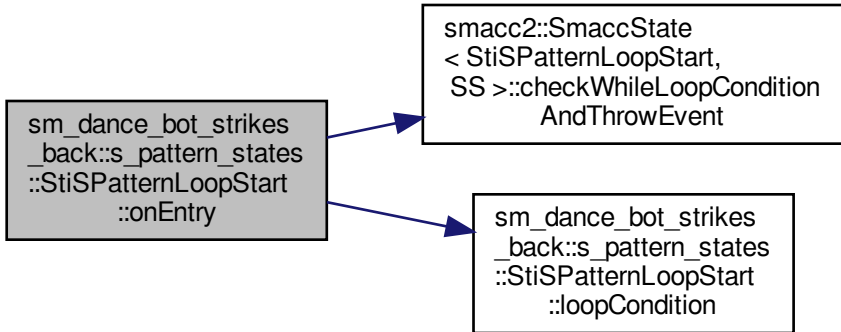 sm_dance_bot_strikes
_back::s_pattern_states
::StiSPatternLoopStart
::onEntry
smacc2::SmaccState
< StiSPatternLoopStart,
SS >::checkWhileLoopCondition
AndThrowEvent
sm_dance_bot_strikes
_back::s_pattern_states
::StiSPatternLoopStart
::loopCondition